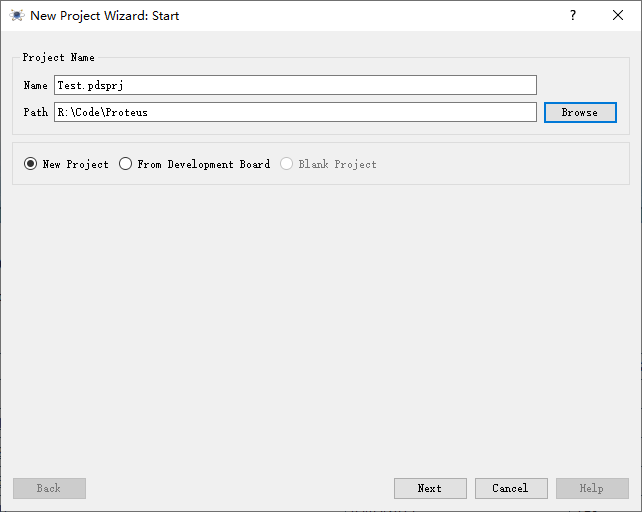 New Project Wizard: Start
Project Name
Name Test.pdsprj
Path R:\Code\Proteus Browse
New Project From Development Board Blank Project
Back Next Cancel Help